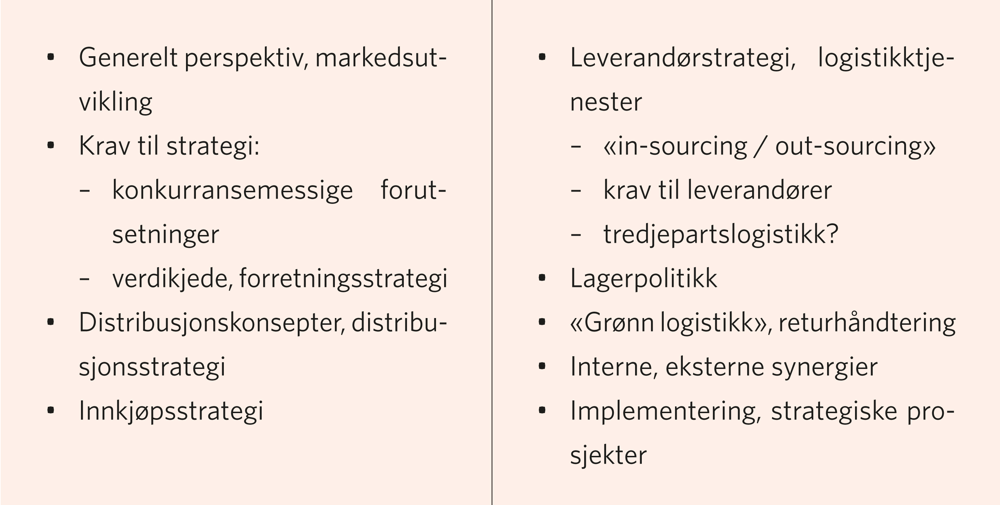 • Generelt perspektiv, markedsut-
vikling
• Krav til strategi:
– konkurransemessige forut-
setninger
– verdikjede, forretningsstrategi
• Distribusjonskonsepter, distribu-
sjonsstrategi
• Innkjøpsstrategi
• Leverandørstrategi, logistikktje-
nester
– «in-sourcing / out-sourcing»
– krav til leverandører
– tredjepartslogistikk?
• Lagerpolitikk
• «Grønn logistikk», returhåndtering
• Interne, eksterne synergier
• Implementering, strategiske pro-
sjekter